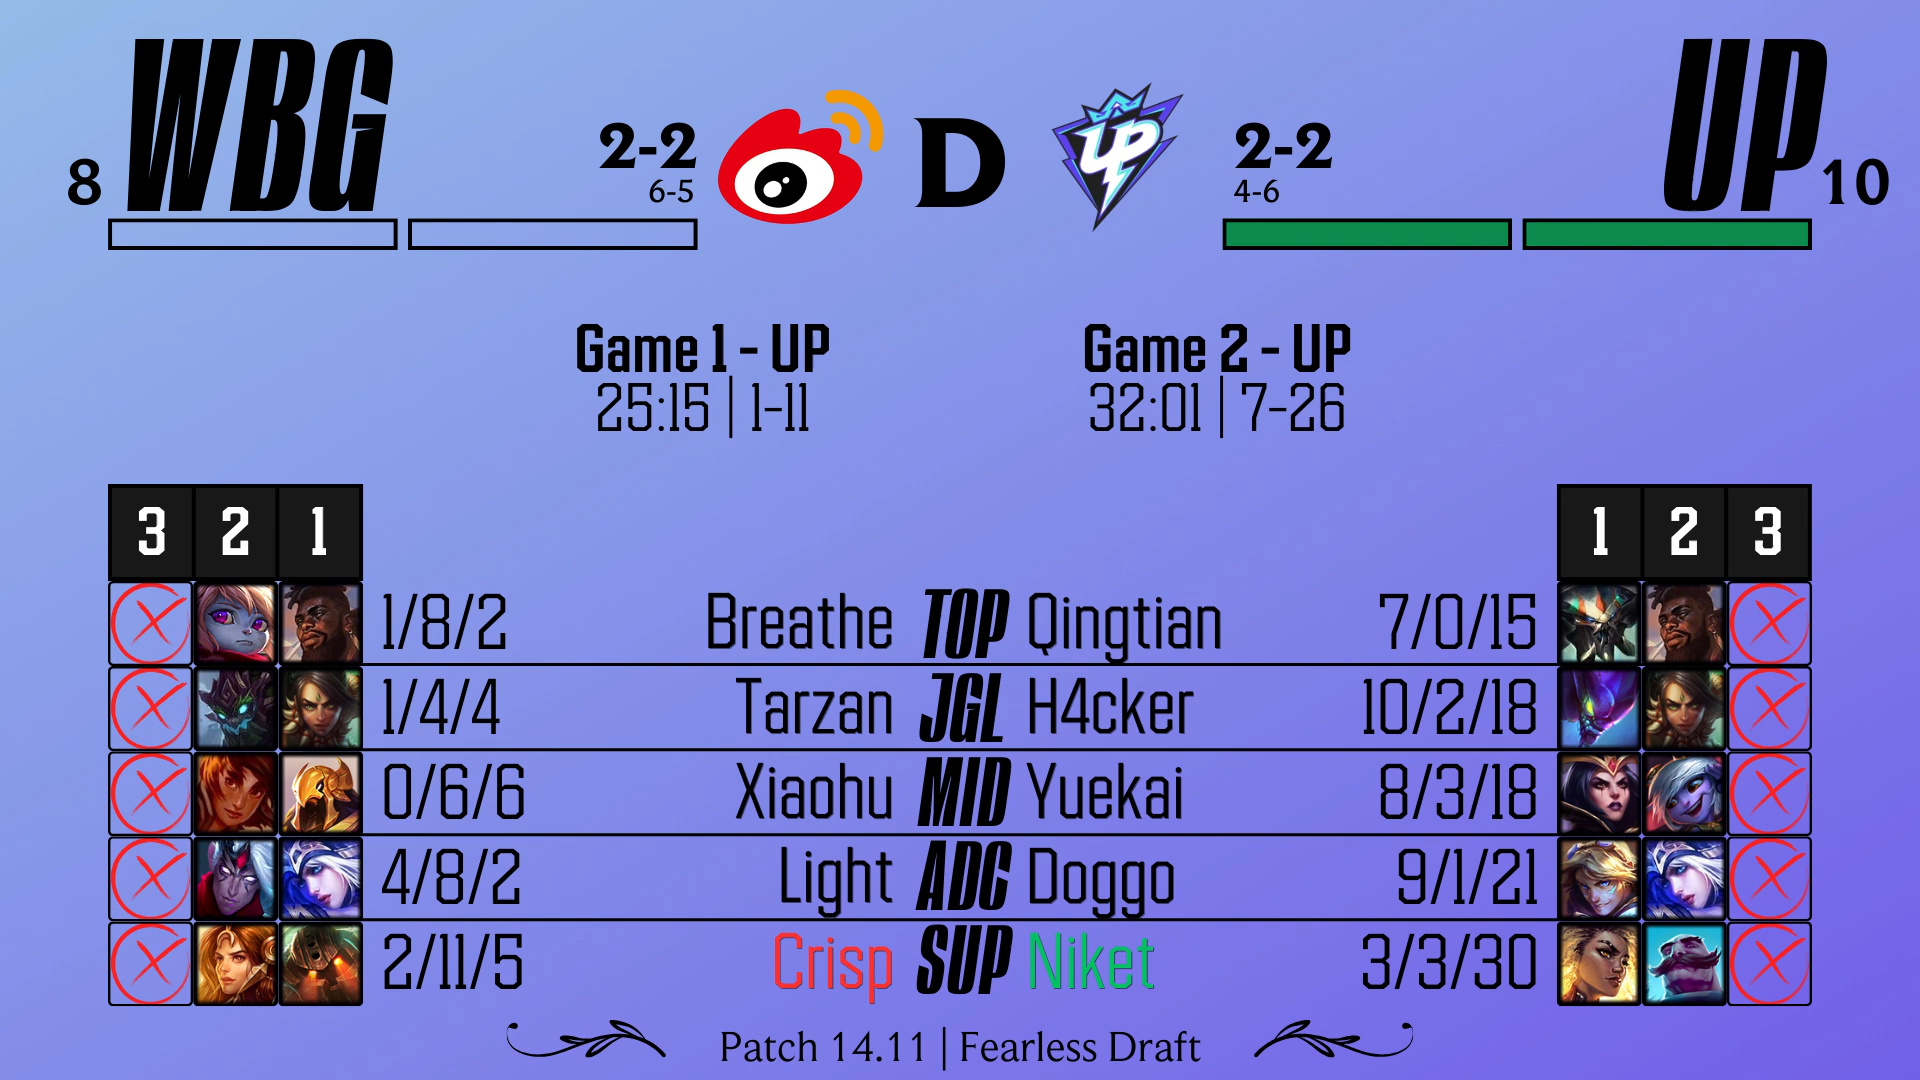 WBG
UP
8
2-2
6-5
UP
D
2-2
4-6
10
Game 1 - UP
25:15 | 1-11
Game 2 - UP
32:01 | 7-26
3 2 1
1 2 3
1/8/2 Breathe TOP Qingtian 7/0/15
1/4/4 Tarzan JGL H4cker 10/2/18
0/6/6 Xiaohu MID Yuekai 8/3/18
4/8/2 Light ADC Doggo 9/1/21
2/11/5 Crisp SUP Niket 3/3/30
Patch 14.11 | Fearless Draft